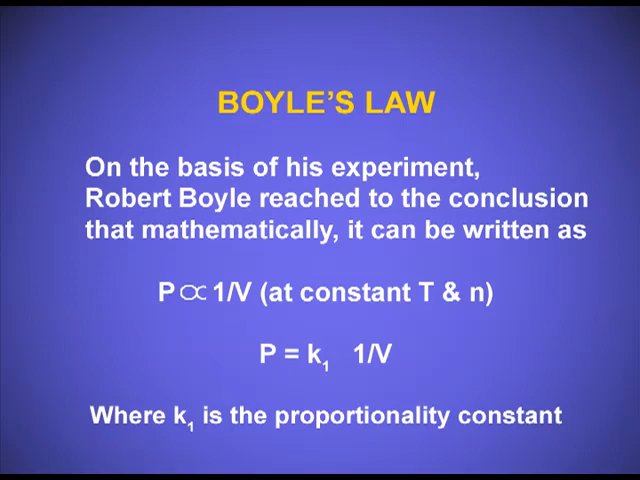 BOYLE'S LAW
On the basis of his experiment,
Robert Boyle reached to the conclusion
that mathematically, it can be written as
P ∝ 1/V (at constant T & n)
P = k₁ 1/V
Where k₁ is the proportionality constant